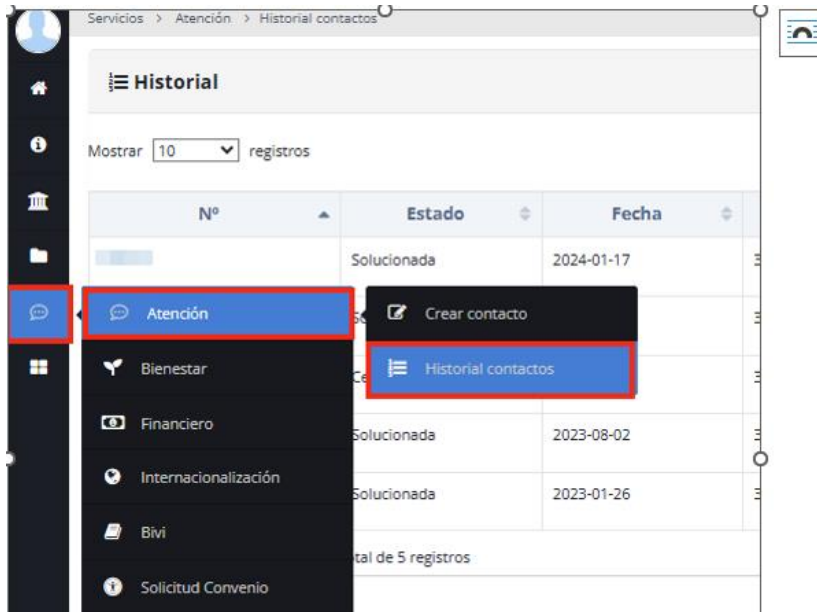 Servicios > Atención > Historial contactos
Historial
Mostrar 10 registros
Nº Estado Fecha
Solucionada 2024-01-17
Atención
Crear contacto
Bienestar
Historial contactos
Financiero
Solucionada 2023-08-02
Internacionalización
Solucionada 2023-01-26
Bivi
tal de 5 registros
Solicitud Convenio